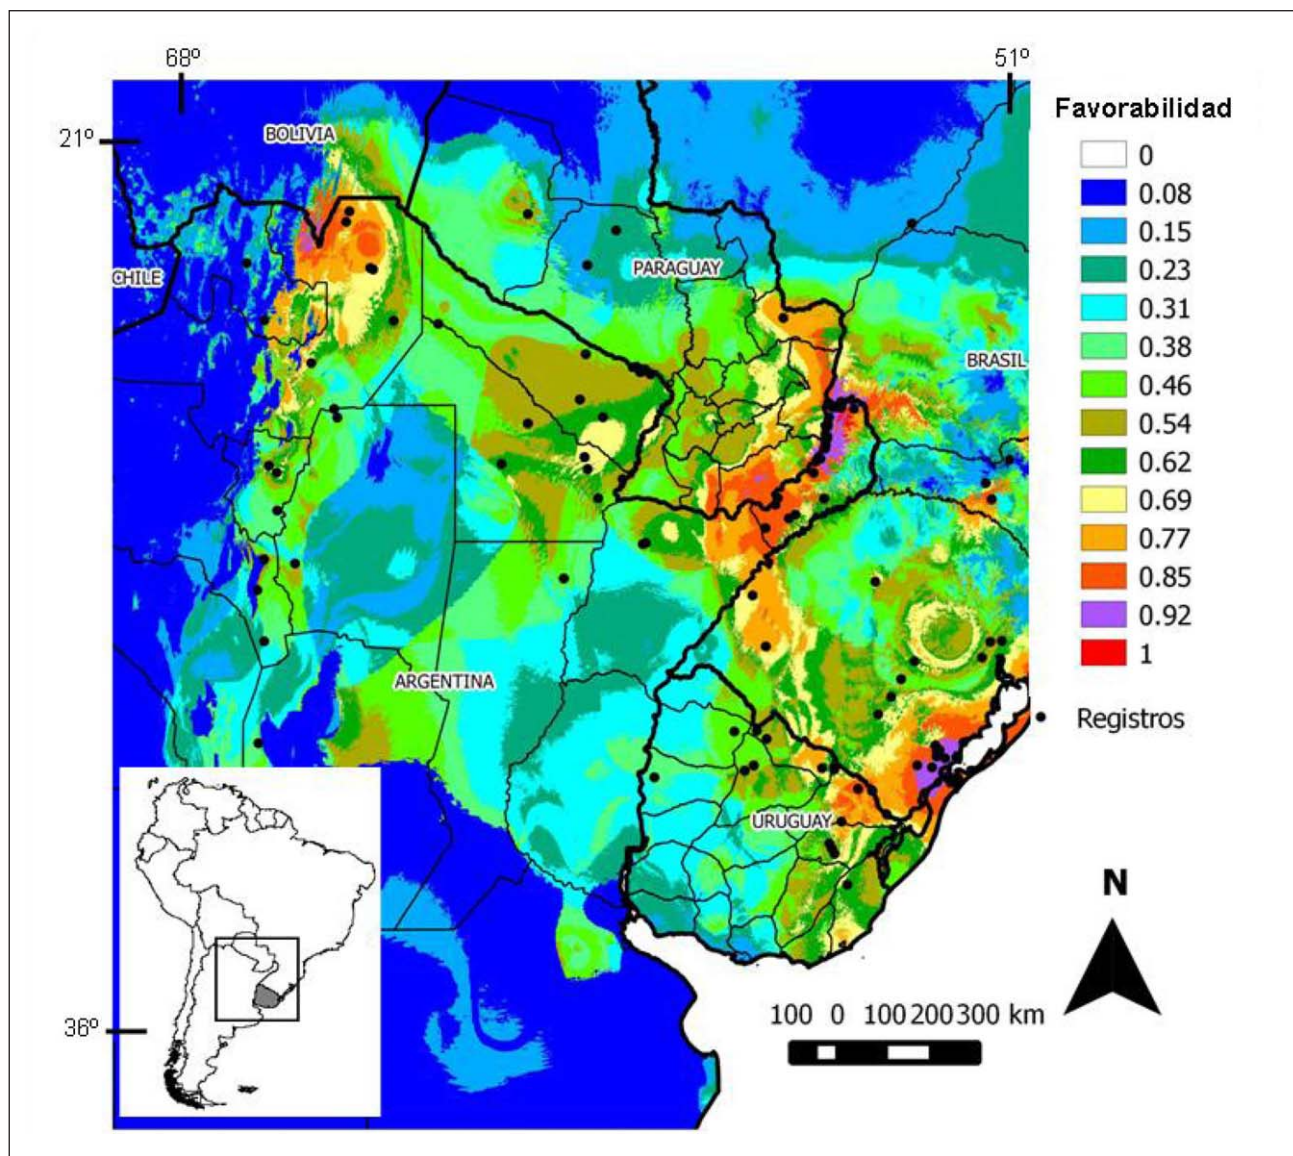 68º
51º
21º
36º
BOLIVIA
CHILE
PARAGUAY
BRASIL
ARGENTINA
URUGUAY
Favorabilidad
0
0.08
0.15
0.23
0.31
0.38
0.46
0.54
0.62
0.69
0.77
0.85
0.92
1
Registros
N
100 0 100 200 300 km